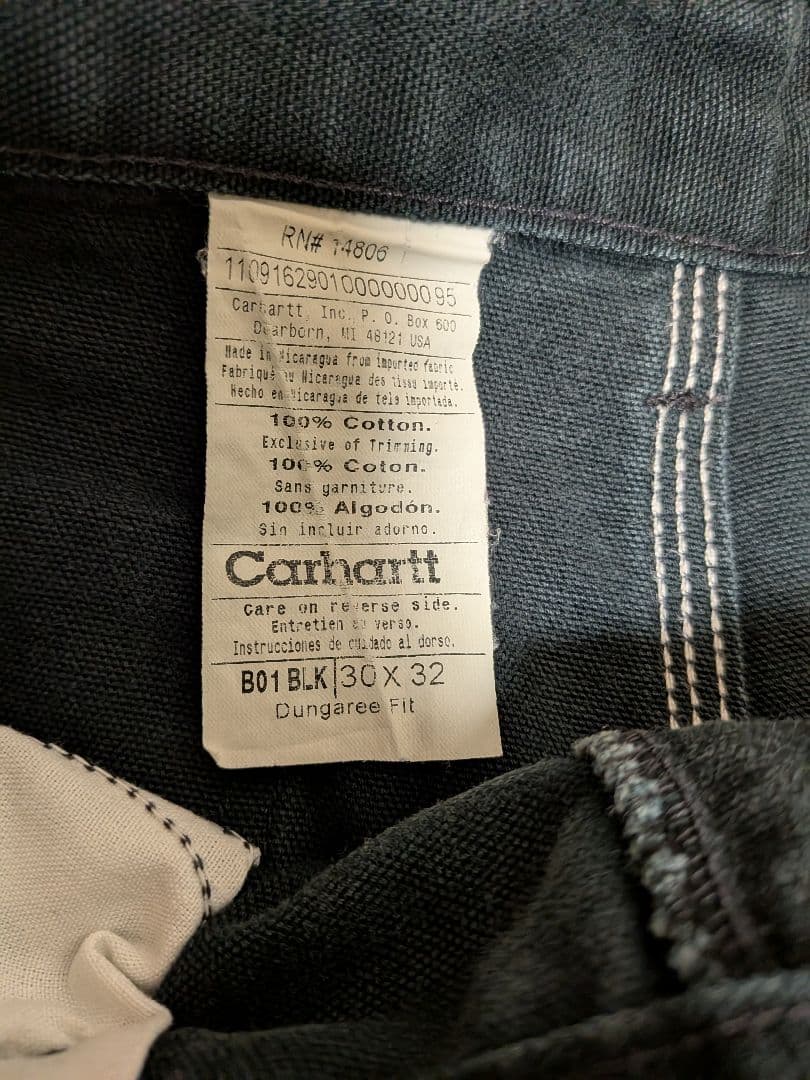 RN# 14806
1109162901000000095
Carhartt, Inc. P. O. Box 600
Dearborn, MI 48121 USA
Made in Nicaragua from imported fabric
Fabriqué au Nicaragua des tissu importé.
Hecho en Nicaragua de tela importada.
100% Cotton.
Exclusive of Trimming.
100% Coton.
Sans garniture.
100% Algodón.
Sin incluir adorno.
Carhartt
Care on reverse side.
Entretien au verso.
Instrucciones de cuidado al dorso.
B01 BLK | 30 X 32
Dungaree Fit